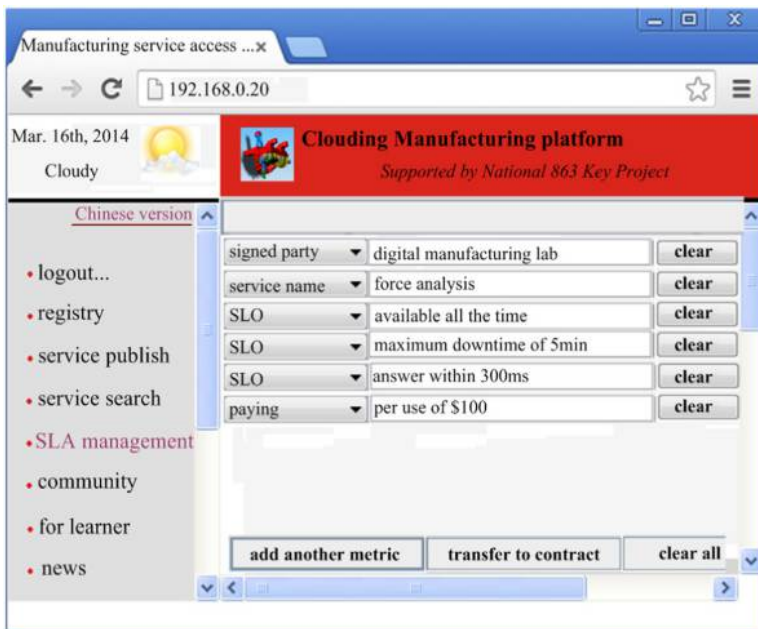 Manufacturing service access ...x
192.168.0.20
Mar. 16th, 2014
Cloudy
Clouding Manufacturing platform
Supported by National 863 Key Project
Chinese version
logout...
registry
service publish
service search
SLA management
community
for learner
news
signed party digital manufacturing lab clear
service name force analysis clear
SLO available all the time clear
SLO maximum downtime of 5min clear
SLO answer within 300ms clear
paying per use of $100 clear
add another metric transfer to contract clear all